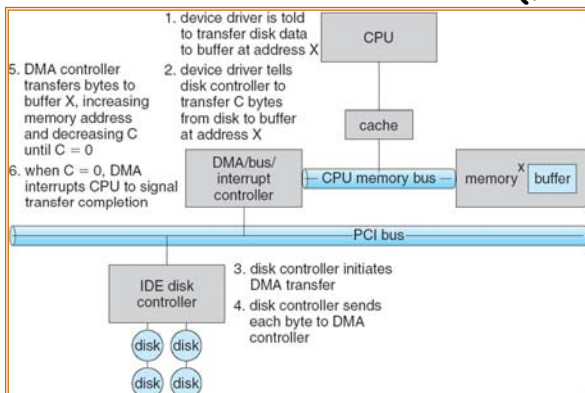 1. device driver is told
to transfer disk data
to buffer at address X
CPU
5. DMA controller
transfers bytes to
buffer X, increasing
memory address
and decreasing C
until C = 0
2. device driver tells
disk controller to
transfer C bytes
from disk to buffer
at address X
cache
6. when C = 0, DMA
interrupts CPU to signal
transfer completion
DMA/bus/
interrupt
controller
CPU memory bus
memory
X
buffer
PCI bus
IDE disk
controller
3. disk controller initiates
DMA transfer
4. disk controller sends
each byte to DMA
controller
disk
disk
disk
disk